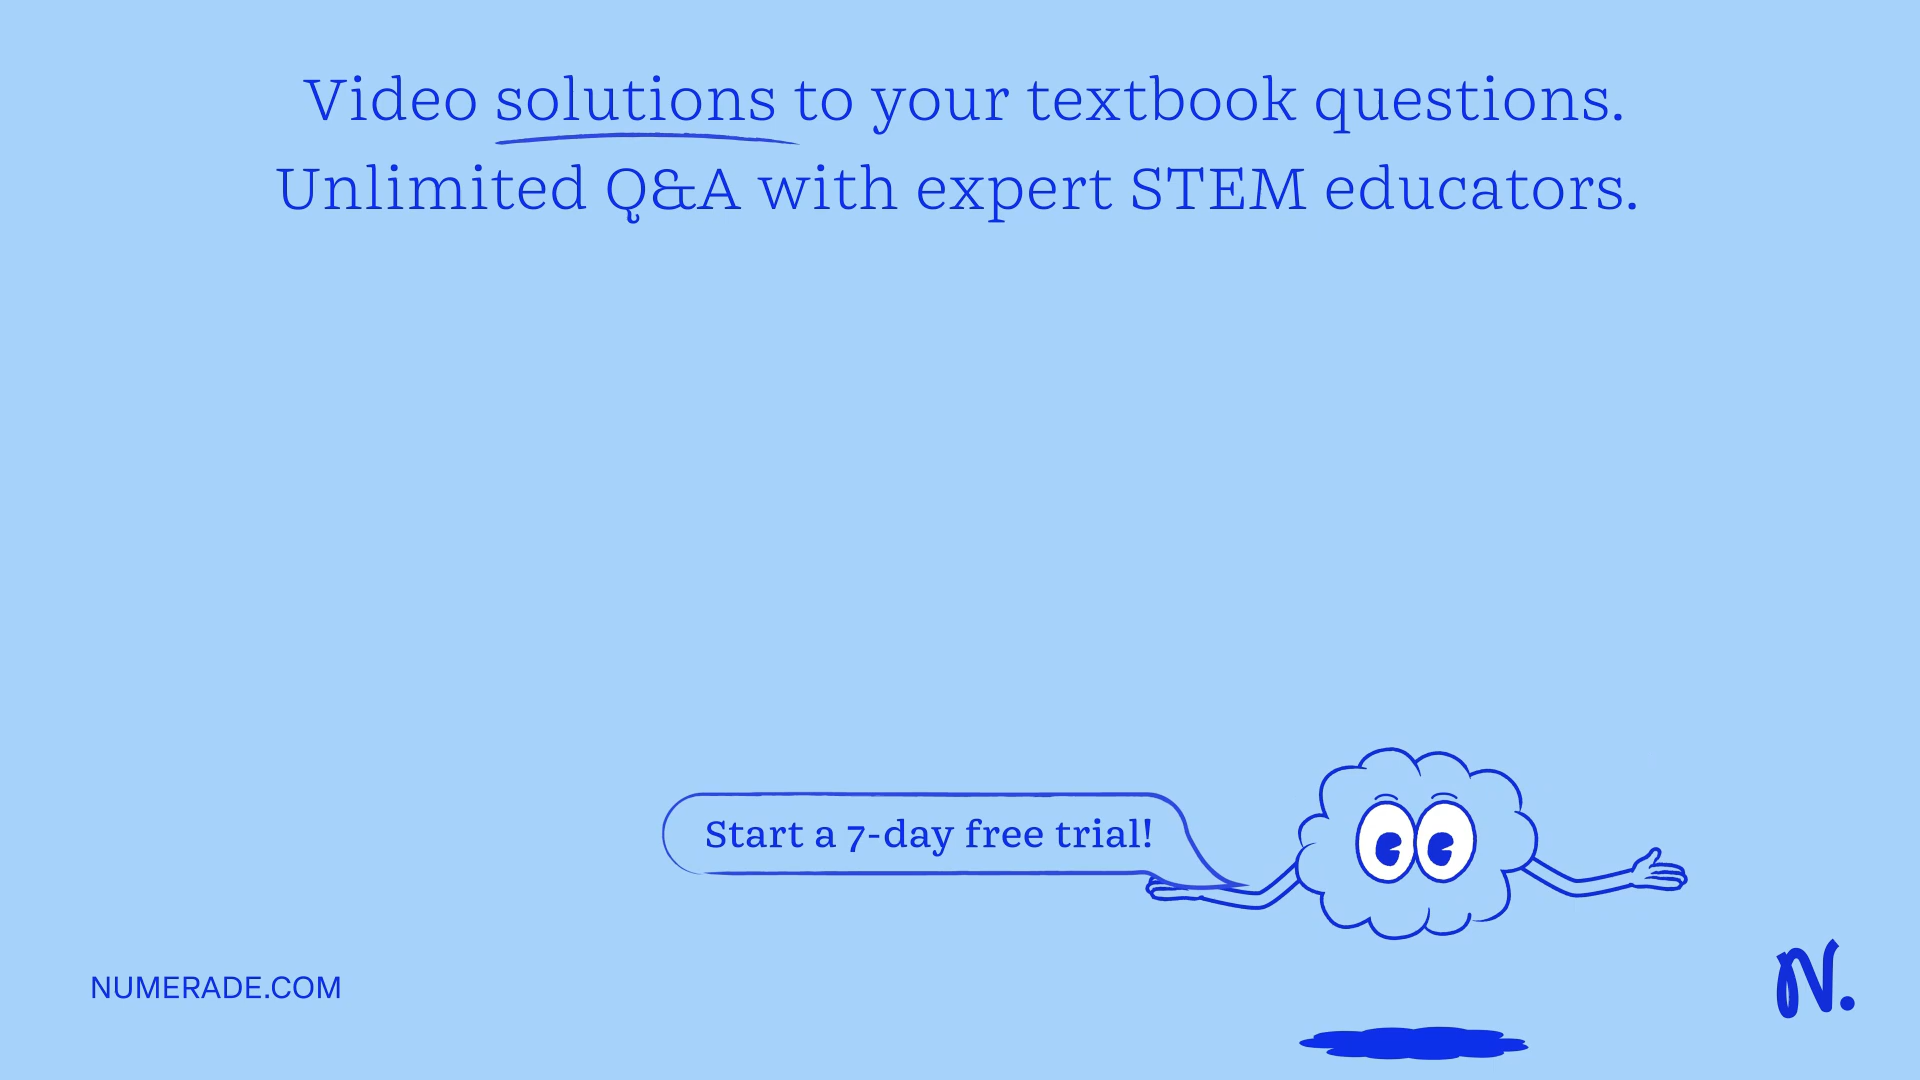 Video solutions to your textbook questions.
Unlimited Q&A with expert STEM educators.
Start a 7-day free trial!
NUMERADE.COM
N.